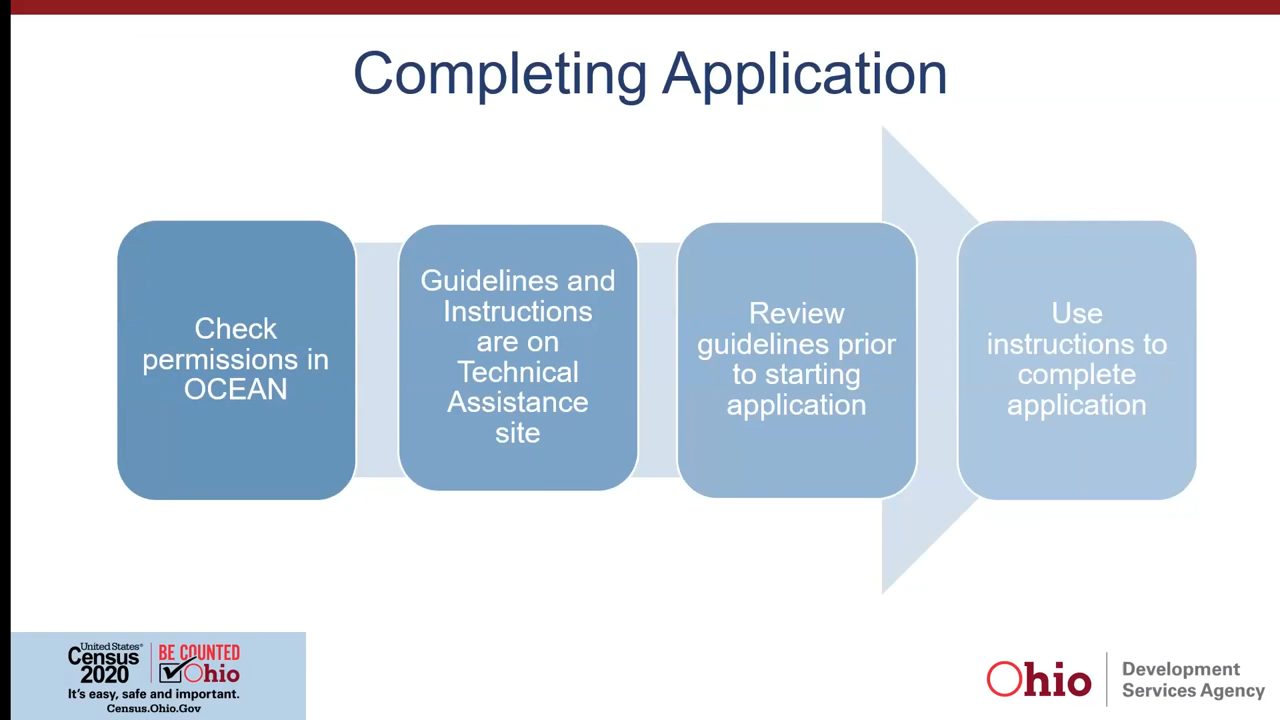 Completing Application
Check
permissions in
OCEAN
Guidelines and
Instructions
are on
Technical
Assistance
site
Review
guidelines prior
to starting
application
Use
instructions to
complete
application
United States®
Census
2020
BE COUNTED
Ohio
It's easy, safe and important.
Census.Ohio.Gov
Ohio
Development
Services Agency